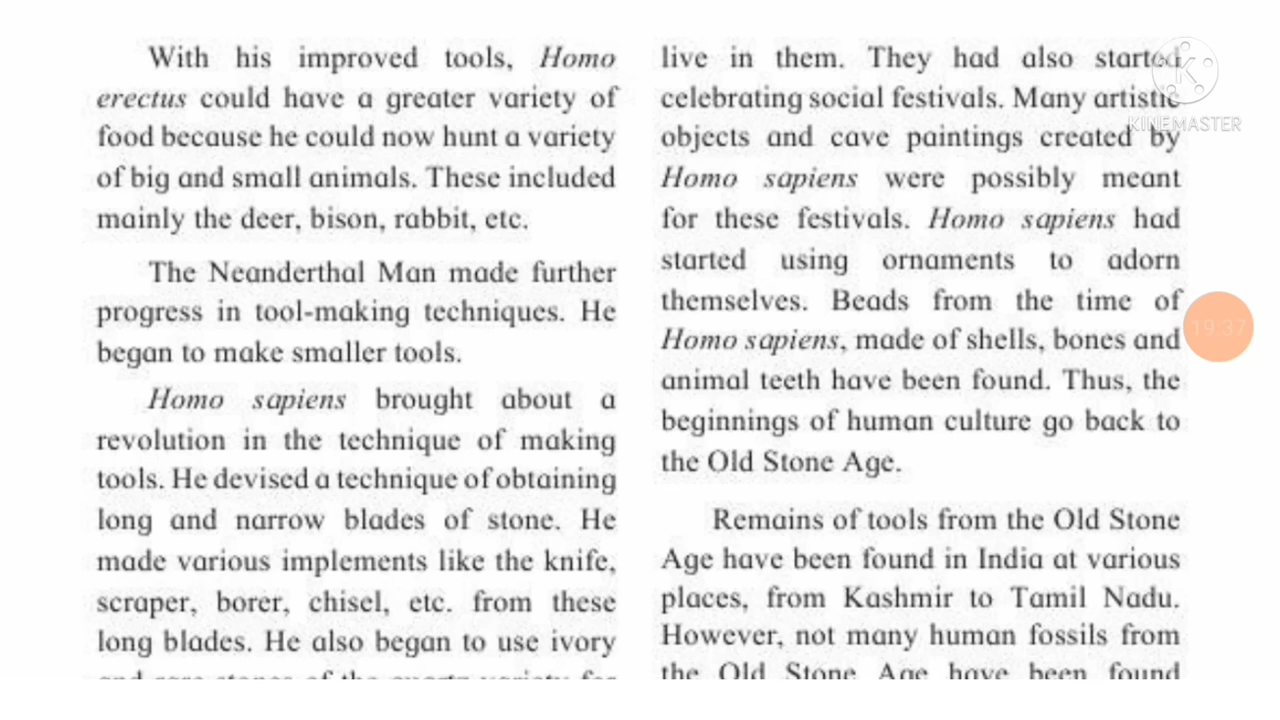 With his improved tools, Homo
erectus could have a greater variety of
food because he could now hunt a variety
of big and small animals. These included
mainly the deer, bison, rabbit, etc.
The Neanderthal Man made further
progress in tool-making techniques. He
began to make smaller tools.
Homo sapiens brought about a
revolution in the technique of making
tools. He devised a technique of obtaining
long and narrow blades of stone. He
made various implements like the knife,
scraper, borer, chisel, etc. from these
long blades. He also began to use ivory
and rare stones of the quartz variety for
live in them. They had also started
celebrating social festivals. Many artistic
objects and cave paintings created by
Homo sapiens were possibly meant
for these festivals. Homo sapiens had
started using ornaments to adorn
themselves. Beads from the time of
Homo sapiens, made of shells, bones and
animal teeth have been found. Thus, the
beginnings of human culture go back to
the Old Stone Age.
Remains of tools from the Old Stone
Age have been found in India at various
places, from Kashmir to Tamil Nadu.
However, not many human fossils from
the Old Stone Age have been found
K
KINEMASTER
19:37